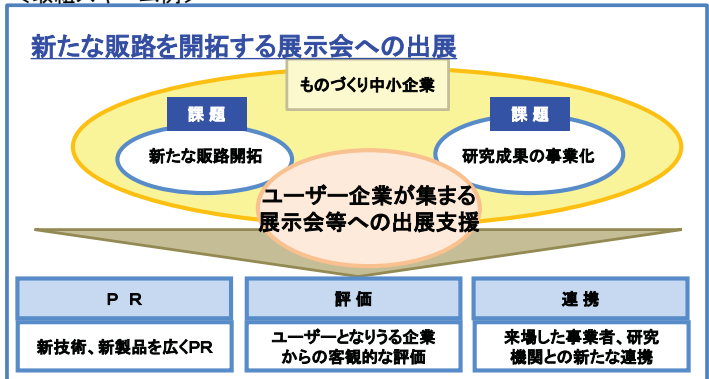 新たな販路を開拓する展示会への出展
ものづくり中小企業
課 題
課 題
新たな販路開拓
研究成果の事業化
ユーザー企業が集まる
展示会等への出展支援
Ｐ Ｒ
評 価
連 携
新技術、新製品を広くPR
ユーザーとなりうる企業
からの客観的な評価
来場した事業者、研究
機関との新たな連携